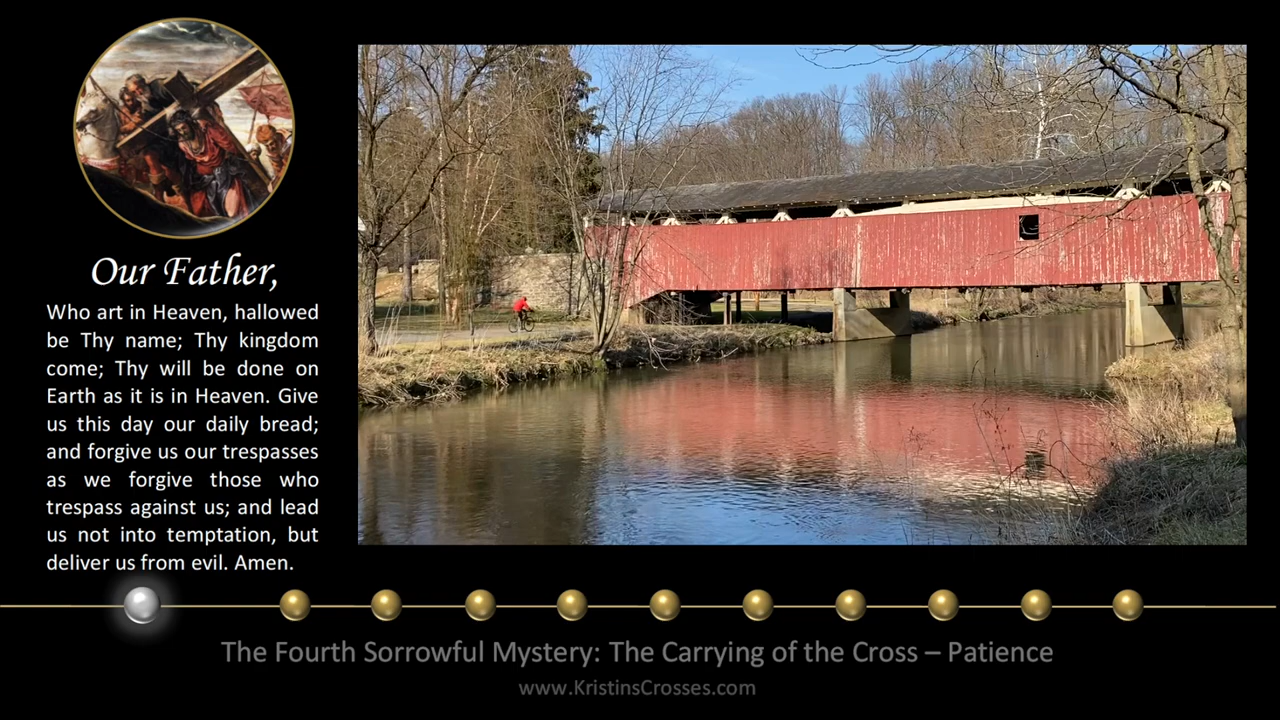 Our Father,
Who art in Heaven, hallowed
be Thy name; Thy kingdom
come; Thy will be done on
Earth as it is in Heaven. Give
us this day our daily bread;
and forgive us our trespasses
as we forgive those who
trespass against us; and lead
us not into temptation, but
deliver us from evil. Amen.
The Fourth Sorrowful Mystery: The Carrying of the Cross – Patience
www.KristinsCrosses.com